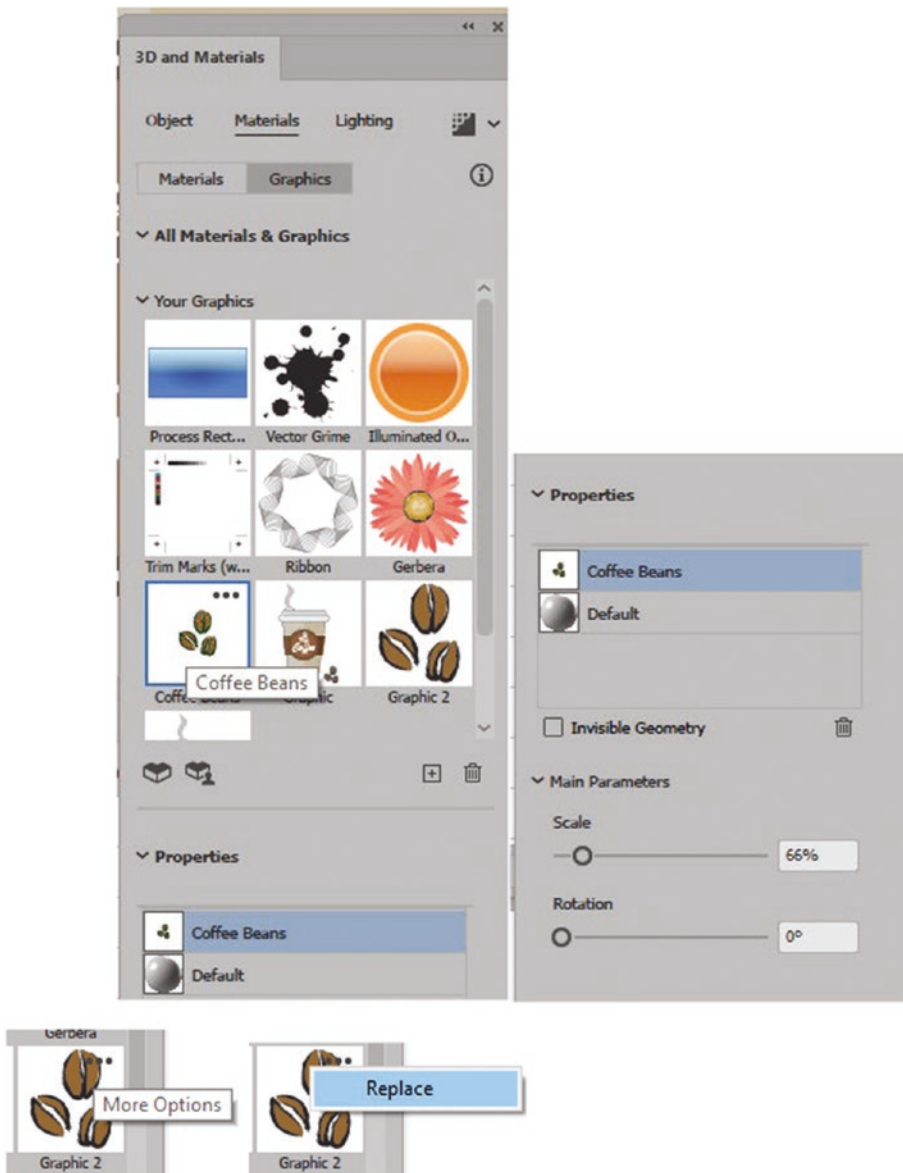 3D and Materials
Object Materials Lighting
Materials Graphics
All Materials & Graphics
Your Graphics
Process Rect... Vector Grime Illuminated O...
Trim Marks (w... Ribbon Gerbera
Coffee Beans
Coffee Beans Graphic Graphic 2
Properties
Coffee Beans
Default
Properties
Coffee Beans
Default
Invisible Geometry
Main Parameters
Scale
66%
Rotation
0°
Gerbera
More Options
Graphic 2
Replace
Graphic 2